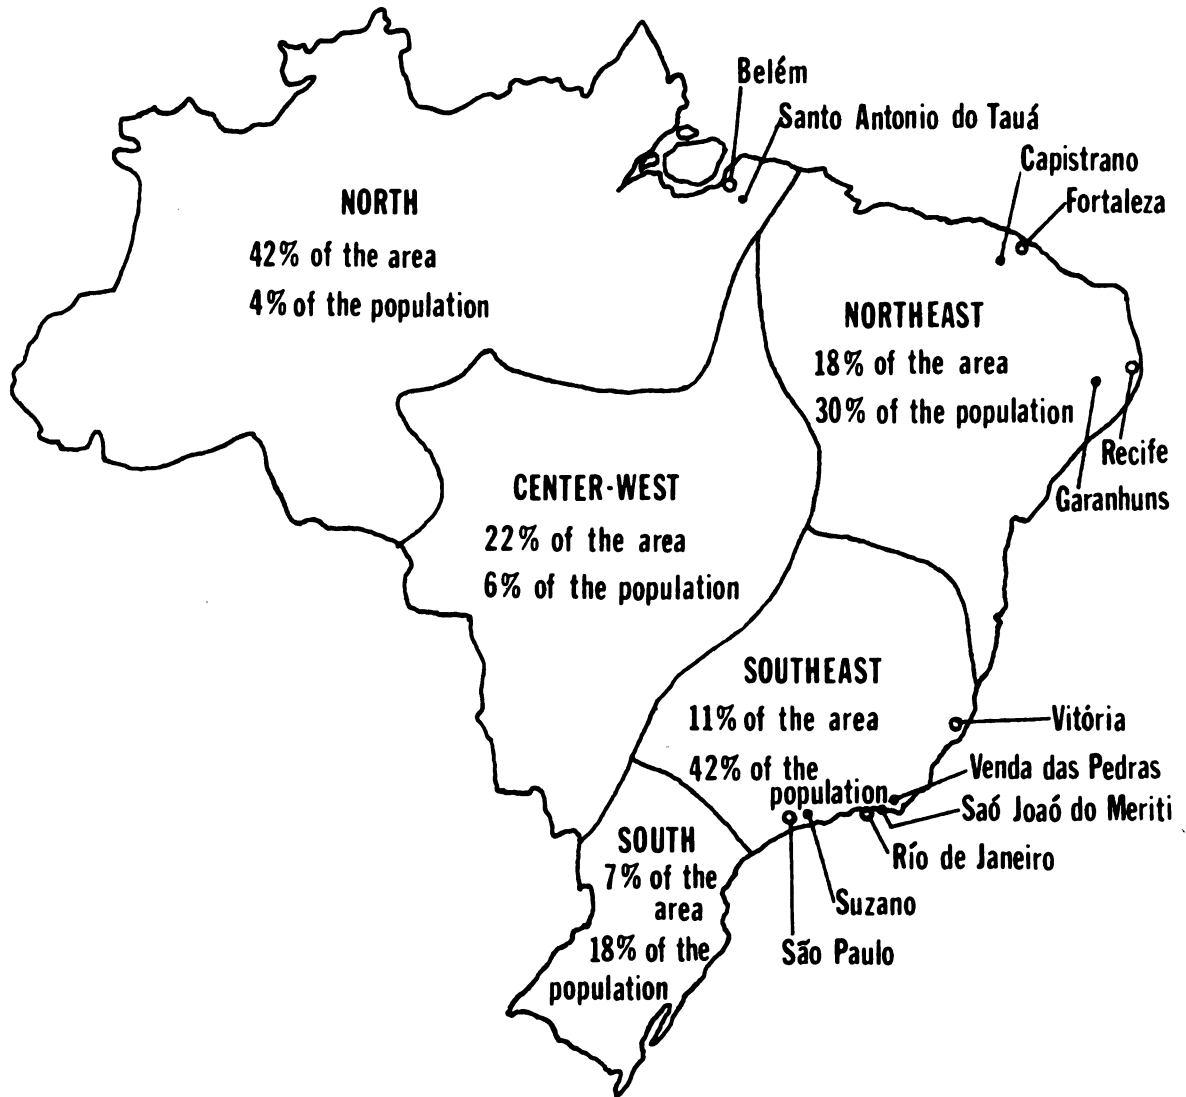 Belém
Santo Antonio do Tauá
Capistrano
Fortaleza
NORTH
42% of the area
4% of the population
NORTHEAST
18% of the area
30% of the population
Recife
Garanhuns
CENTER-WEST
22% of the area
6% of the population
SOUTHEAST
11% of the area
42% of the
population
Vitória
Venda das Pedras
Saó Joaó do Meriti
Río de Janeiro
Suzano
São Paulo
SOUTH
7% of the
area
18% of the
population